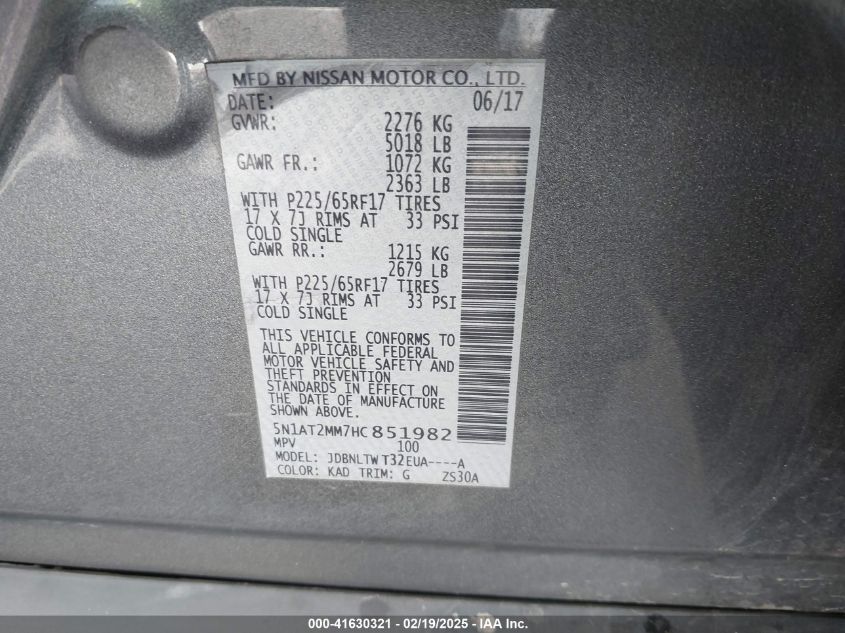 MFD BY NISSAN MOTOR CO., LTD.
DATE: 06/17
GVWR: 2276 KG
5018 LB
GAWR FR.: 1072 KG
2363 LB
WITH P225/65RF17 TIRES
17 X 7J RIMS AT 33 PSI
COLD SINGLE
GAWR RR.: 1215 KG
2679 LB
WITH P225/65RF17 TIRES
17 X 7J RIMS AT 33 PSI
COLD SINGLE
THIS VEHICLE CONFORMS TO
ALL APPLICABLE FEDERAL
MOTOR VEHICLE SAFETY AND
THEFT PREVENTION
STANDARDS IN EFFECT ON
THE DATE OF MANUFACTURE
SHOWN ABOVE.
5N1AT2MM7HC851982
MPV 100
MODEL: JDBNLTW T32EUA----A
COLOR: KAD TRIM: G ZS30A
000-41630321 - 02/19/2025 - IAA Inc.